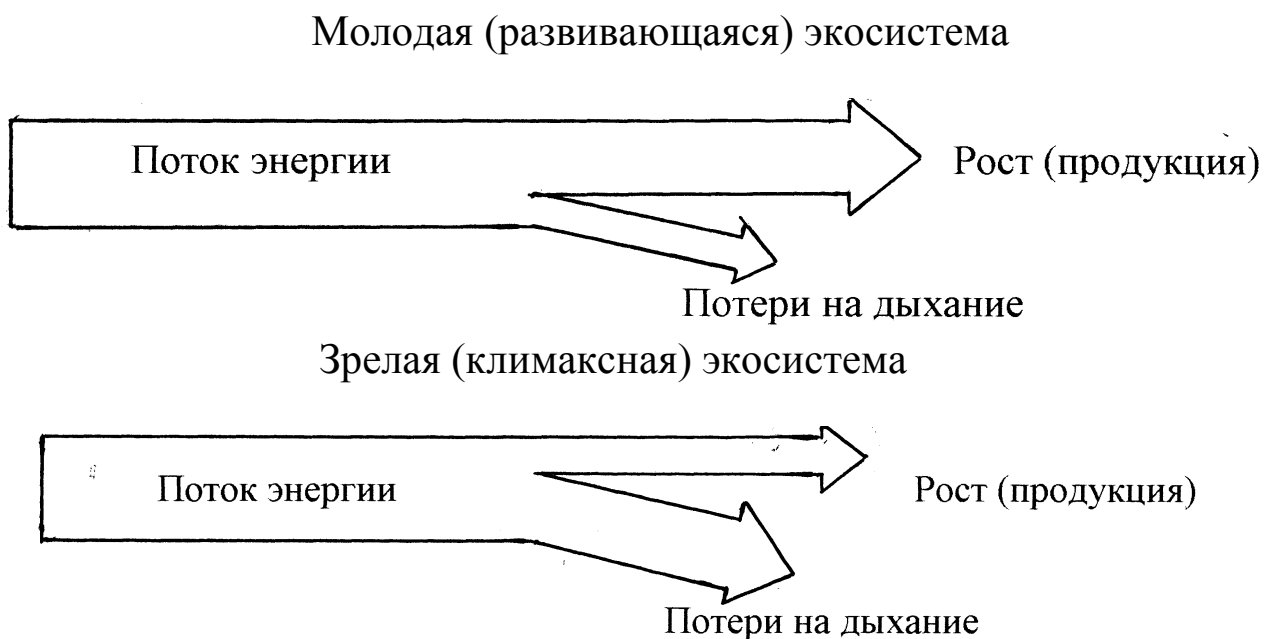 Молодая (развивающаяся) экосистема
Поток энергии
Рост (продукция)
Потери на дыхание
Зрелая (климаксная) экосистема
Поток энергии
Рост (продукция)
Потери на дыхание